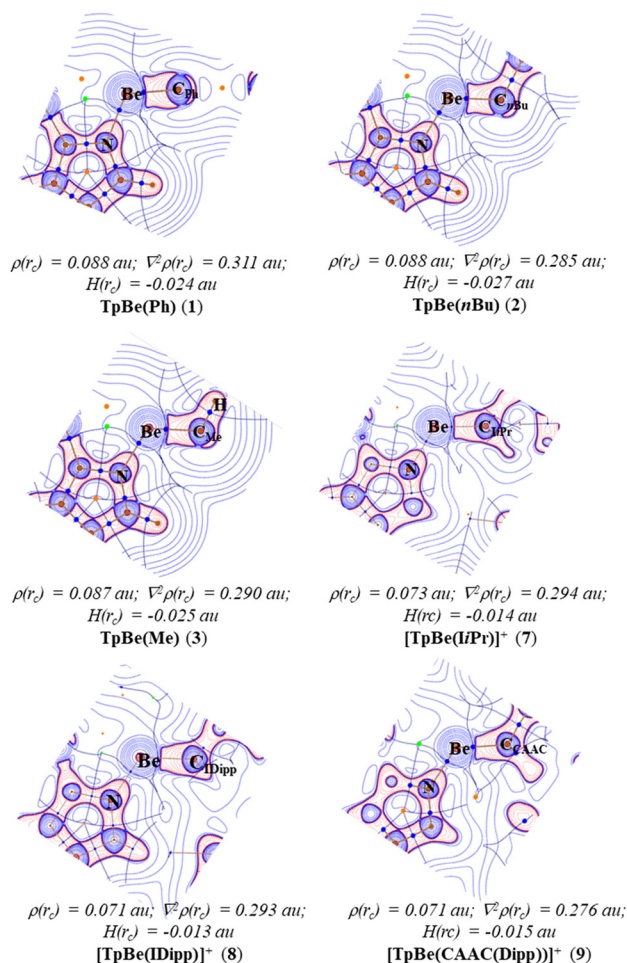 Be C_Ph
N
Be C_nBu
N
ρ(r_c) = 0.088 au; ∇²ρ(r_c) = 0.311 au;
H(r_c) = -0.024 au
TpBe(Ph) (1)
ρ(r_c) = 0.088 au; ∇²ρ(r_c) = 0.285 au;
H(r_c) = -0.027 au
TpBe(nBu) (2)
H
Be C_Me
N
Be C_IiPr
N
ρ(r_c) = 0.087 au; ∇²ρ(r_c) = 0.290 au;
H(r_c) = -0.025 au
TpBe(Me) (3)
ρ(r_c) = 0.073 au; ∇²ρ(r_c) = 0.294 au;
H(rc) = -0.014 au
[TpBe(IiPr)]⁺ (7)
Be C_IDipp
N
Be C_CAAC
N
ρ(r_c) = 0.071 au; ∇²ρ(r_c) = 0.293 au;
H(r_c) = -0.013 au
[TpBe(IDipp)]⁺ (8)
ρ(r_c) = 0.071 au; ∇²ρ(r_c) = 0.276 au;
H(rc) = -0.015 au
[TpBe(CAAC(Dipp))]⁺ (9)